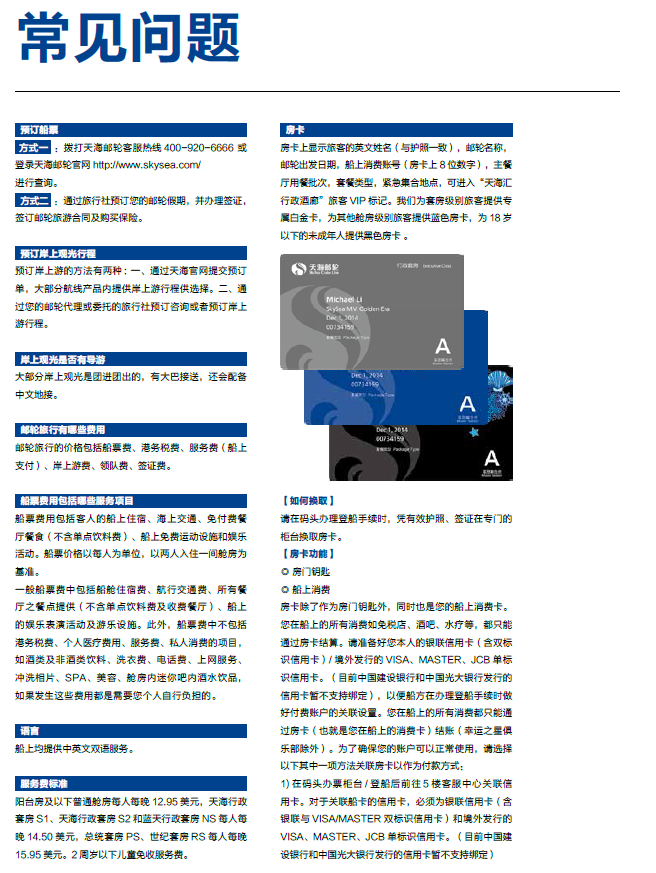 常见问题
预订船票
方式一：拨打天海邮轮客服热线 400-920-6666 或
登录天海邮轮官网 http://www.skysea.com/
进行查询。
方式二：通过旅行社预订您的邮轮假期，并办理签证，
签订邮轮旅游合同及购买保险。
预订岸上观光行程
预订岸上游的方法有两种：一、通过天海官网提交预订
单，大部分航线产品内提供岸上游行程供选择。二、通
过您的邮轮代理或委托的旅行社预订咨询或者预订岸上
游行程。
岸上观光是否有导游
大部分岸上观光是团进团出的，有大巴接送，还会配备
中文地接。
邮轮旅行有哪些费用
邮轮旅行的价格包括船票费、港务税费、服务费（船上
支付）、岸上游费、领队费、签证费。
船票费用包括哪些服务项目
船票费用包括客人的船上住宿、海上交通、免付费餐
厅餐食（不含单点饮料费）、船上免费运动设施和娱乐
活动。船票价格以每人为单位，以两人入住一间舱房为
基准。
一般船票费中包括船舱住宿费、航行交通费、所有餐
厅之餐点提供（不含单点饮料费及收费餐厅）、船上
的娱乐表演活动及游乐设施。此外，船票费中不包括
港务税费、个人医疗费用、服务费、私人消费的项目，
如酒类及非酒类饮料、洗衣费、电话费、上网服务、
冲洗相片、SPA、美容、舱房内迷你吧内酒水饮品，
如果发生这些费用都是需要您个人自行负担的。
语言
船上均提供中英文双语服务。
服务费标准
阳台房及以下普通舱房每人每晚 12.95 美元，天海行政
套房 S1、天海行政套房 S2 和蓝天行政套房 NS 每人每
晚 14.50 美元，总统套房 PS、世纪套房 RS 每人每晚
15.95 美元。2 周岁以下儿童免收服务费。
房卡
房卡上显示旅客的英文姓名（与护照一致），邮轮名称，
邮轮出发日期，船上消费账号（房卡上 8 位数字），主餐
厅用餐批次，套餐类型，紧急集合地点，可进入“天海汇
行政酒廊”旅客 VIP 标记。我们为套房级别旅客提供专
属白金卡，为其他舱房级别旅客提供蓝色房卡，为 18 岁
以下的未成年人提供黑色房卡 。
天海邮轮
SkySea Cruise Line
行政套房 Executive Class
Michael Li
SkySea MV. Golden Era
Dec 1, 2014
00734159
套餐类型 Package Type
A
紧急集合点
Muster Station
Dec 1, 2014
00734159
套餐类型 Package Type
A
紧急集合点
Muster Station
Dec 1, 2014
00734159
套餐类型 Package Type
A
紧急集合点
Muster Station
【如何换取】
请在码头办理登船手续时，凭有效护照、签证在专门的
柜台换取房卡。
【房卡功能】
◎ 房门钥匙
◎ 船上消费
房卡除了作为房门钥匙外，同时也是您的船上消费卡。
您在船上的所有消费如免税店、酒吧、水疗等，都只能
通过房卡结算。请准备好您本人的银联信用卡（含双标
识信用卡）/ 境外发行的 VISA、MASTER、JCB 单标
识信用卡。（目前中国建设银行和中国光大银行发行的
信用卡暂不支持绑定），以便船方在办理登船手续时做
好付费账户的关联设置。您在船上的所有消费都只能通
过房卡（也就是您在船上的消费卡）结账（幸运之星俱
乐部除外）。为了确保您的账户可以正常使用，请选择
以下其中一项方法关联房卡以作为付款方式：
1) 在码头办票柜台 / 登船后前往 5 楼客服中心关联信
用卡。对于关联船卡的信用卡，必须为银联信用卡（含
银联与 VISA/MASTER 双标识信用卡）和境外发行的
VISA、MASTER、JCB 单标识信用卡。（目前中国建
设银行和中国光大银行发行的信用卡暂不支持绑定）